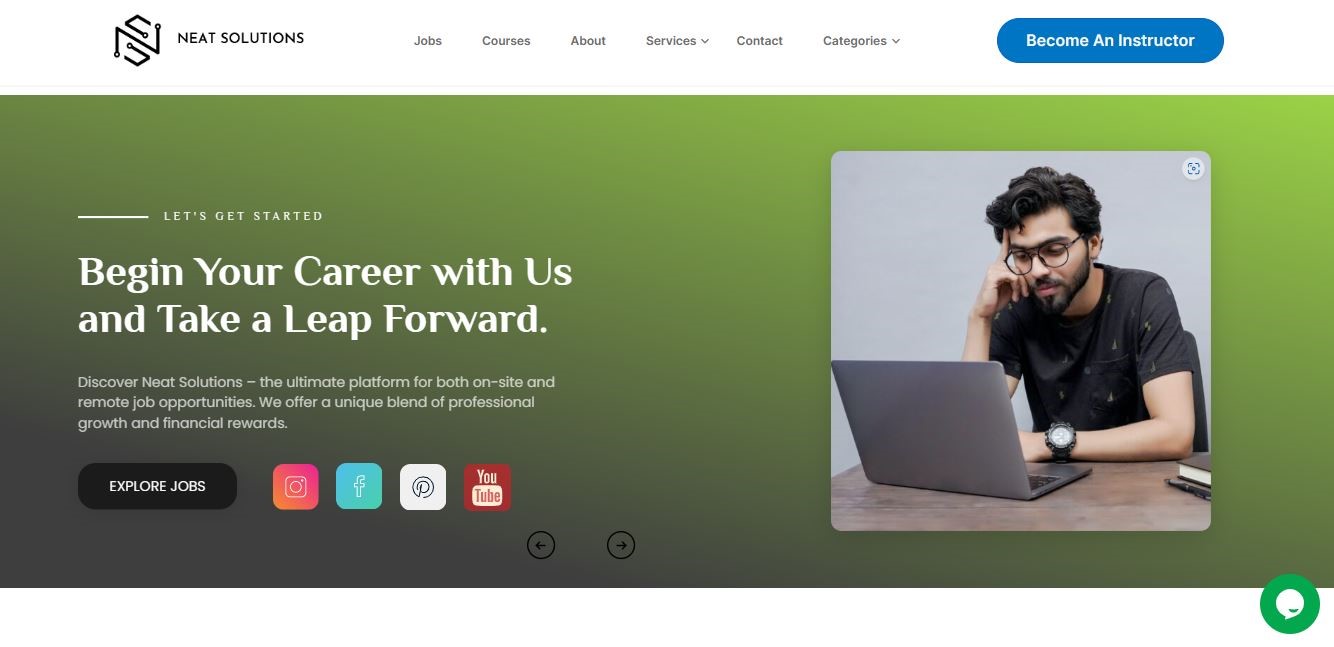 NEAT SOLUTIONS
Jobs Courses About Services Contact Categories
Become An Instructor
LET'S GET STARTED
Begin Your Career with Us
and Take a Leap Forward.
Discover Neat Solutions – the ultimate platform for both on-site and
remote job opportunities. We offer a unique blend of professional
growth and financial rewards.
EXPLORE JOBS
You
Tube